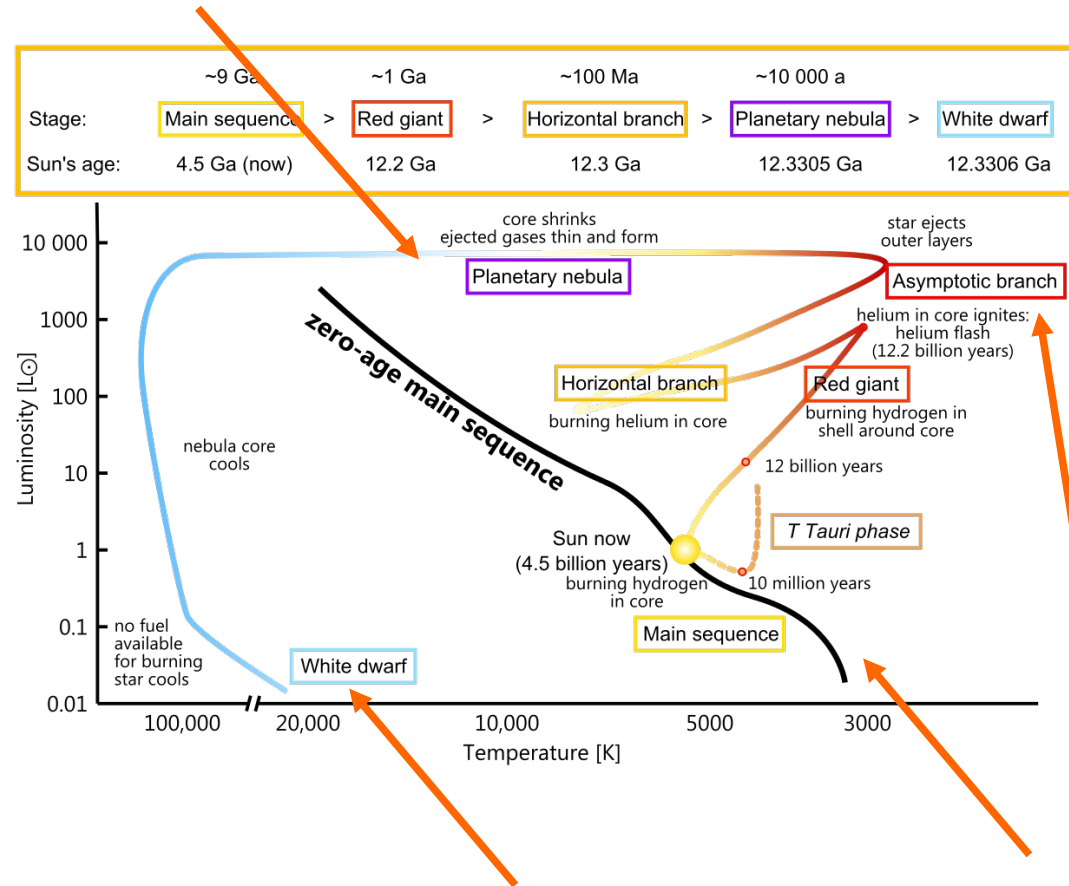 ~9 Ga ~1 Ga ~100 Ma ~10 000 a
Stage: Main sequence > Red giant > Horizontal branch > Planetary nebula > White dwarf
Sun's age: 4.5 Ga (now) 12.2 Ga 12.3 Ga 12.3305 Ga 12.3306 Ga
core shrinks
ejected gases thin and form
Planetary nebula
star ejects
outer layers
Asymptotic branch
helium in core ignites:
helium flash
(12.2 billion years)
Horizontal branch
burning helium in core
Red giant
burning hydrogen in
shell around core
12 billion years
zero-age main sequence
nebula core
cools
T Tauri phase
Sun now
(4.5 billion years)
burning hydrogen
in core
10 million years
Main sequence
no fuel
available
for burning
star cools
White dwarf
Luminosity [L☉]
10 000
1000
100
10
1
0.1
0.01
100,000 20,000 10,000 5000 3000
Temperature [K]